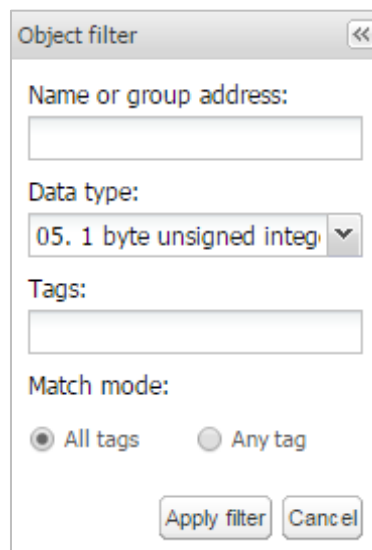 Object filter
Name or group address:
Data type:
05. 1 byte unsigned intege
Tags:
Match mode:
All tags Any tag
Apply filter Cancel